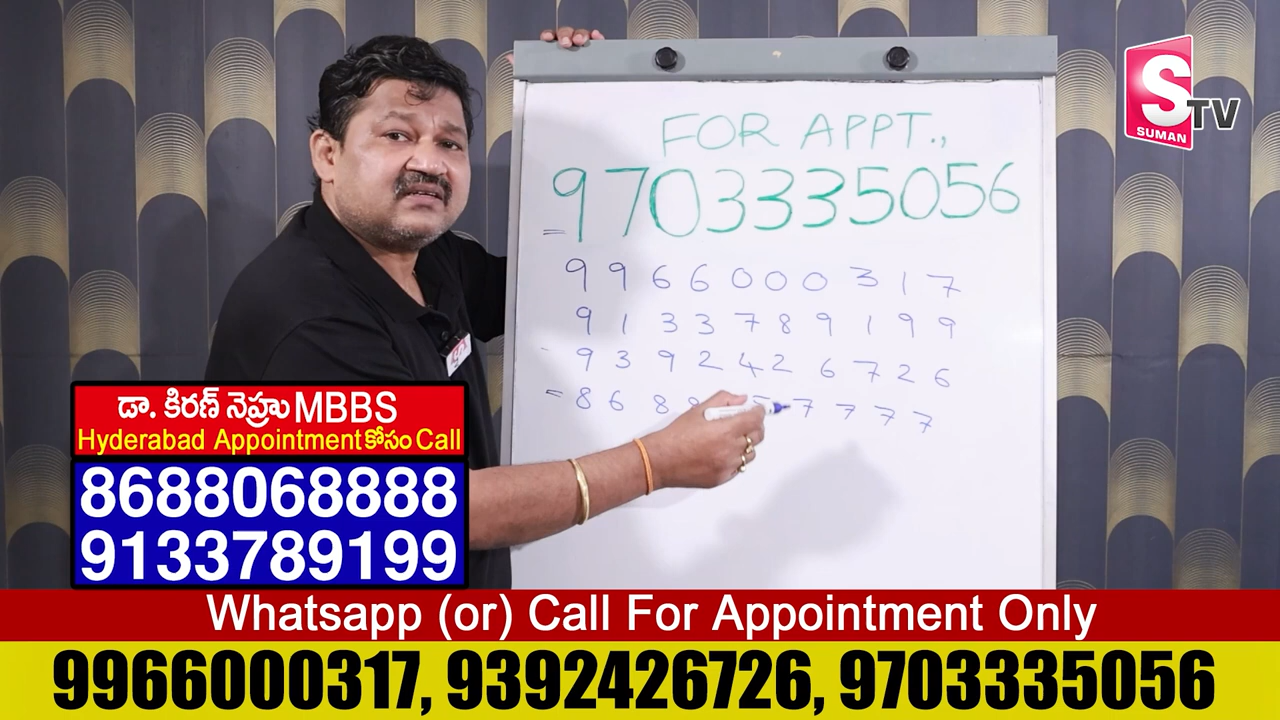 S TV
SUMAN
FOR APPT.,
9703335056
9966000317
9133789199
9392426726
డా. కిరణ్ నెహ్రు MBBS
Hyderabad Appointment కోసం Call
8688068888
9133789199
Whatsapp (or) Call For Appointment Only
9966000317, 9392426726, 9703335056